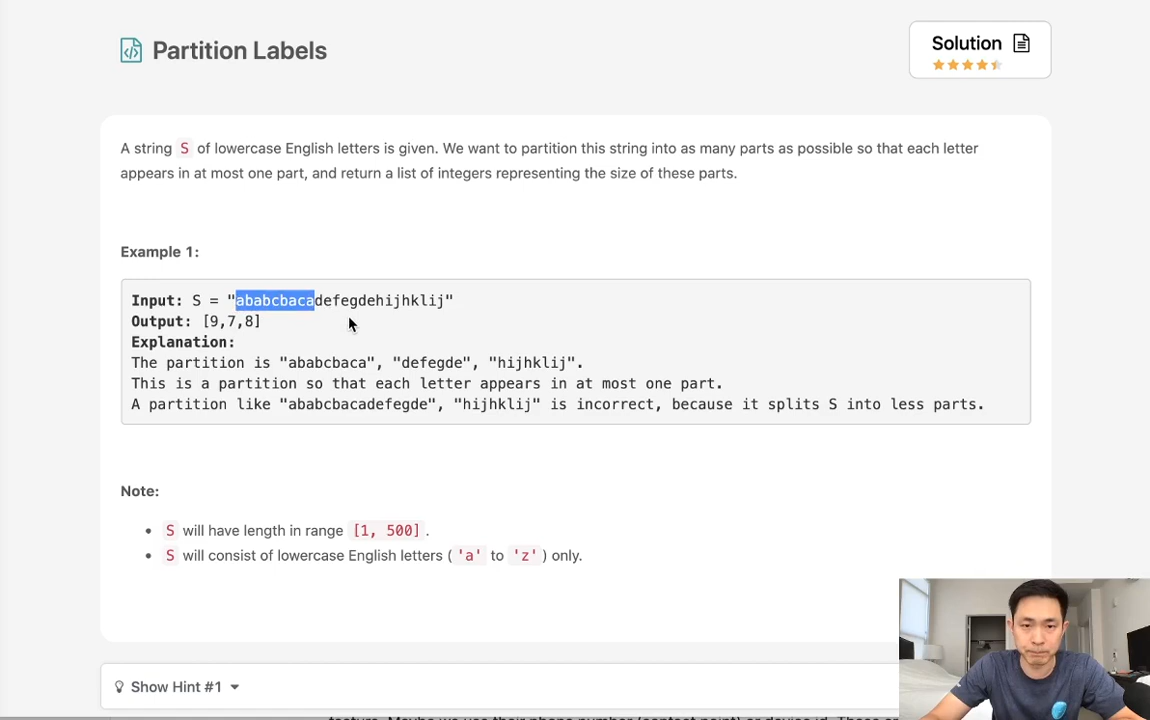 Partition Labels
Solution
A string S of lowercase English letters is given. We want to partition this string into as many parts as possible so that each letter
appears in at most one part, and return a list of integers representing the size of these parts.
Example 1:
Input: S = "ababcbacadefegdehijhklij"
Output: [9,7,8]
Explanation:
The partition is "ababcbaca", "defegde", "hijhklij".
This is a partition so that each letter appears in at most one part.
A partition like "ababcbacadefegde", "hijhklij" is incorrect, because it splits S into less parts.
Note:
• S will have length in range [1, 500] .
• S will consist of lowercase English letters ( 'a' to 'z' ) only.
Show Hint #1